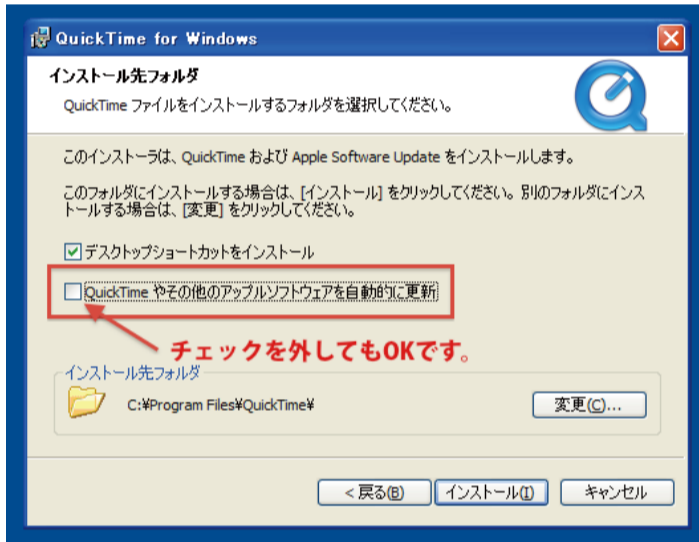 QuickTime for Windows
インストール先フォルダ
QuickTime ファイルをインストールするフォルダを選択してください。
このインストーラは、QuickTime および Apple Software Update をインストールします。
このフォルダにインストールする場合は、[インストール] をクリックしてください。別のフォルダにインス
トールする場合は、[変更] をクリックしてください。
デスクトップショートカットをインストール
QuickTime やその他のアップルソフトウェアを自動的に更新
チェックを外してもOKです。
インストール先フォルダ
C:¥Program Files¥QuickTime¥
変更(C)...
< 戻る(B)
インストール(I)
キャンセル